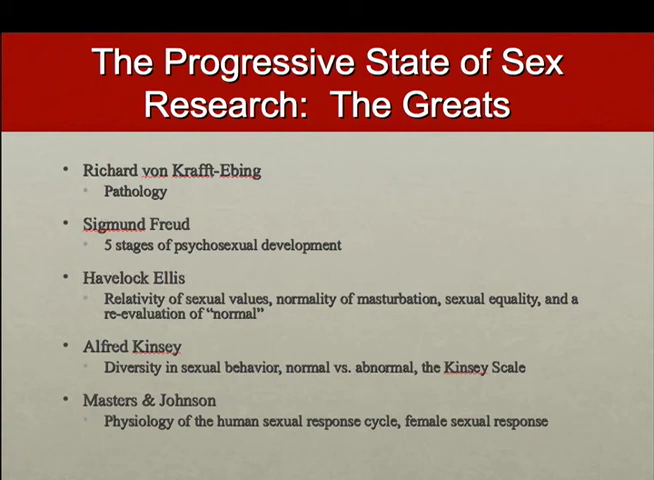 The Progressive State of Sex
Research: The Greats
• Richard von Krafft-Ebing
• Pathology
• Sigmund Freud
• 5 stages of psychosexual development
• Havelock Ellis
• Relativity of sexual values, normality of masturbation, sexual equality, and a
re-evaluation of “normal”
• Alfred Kinsey
• Diversity in sexual behavior, normal vs. abnormal, the Kinsey Scale
• Masters & Johnson
• Physiology of the human sexual response cycle, female sexual response